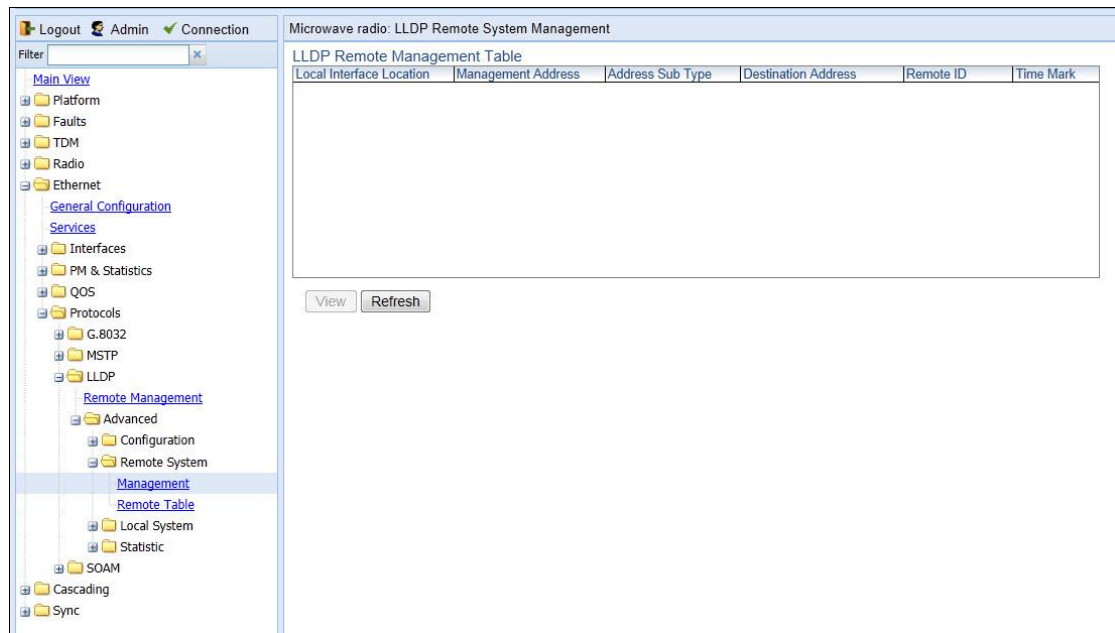 Logout Admin Connection
Filter
Main View
Platform
Faults
TDM
Radio
Ethernet
General Configuration
Services
Interfaces
PM & Statistics
QOS
Protocols
G.8032
MSTP
LLDP
Remote Management
Advanced
Configuration
Remote System
Management
Remote Table
Local System
Statistic
SOAM
Cascading
Sync
Microwave radio: LLDP Remote System Management
LLDP Remote Management Table
Local Interface Location Management Address Address Sub Type Destination Address Remote ID Time Mark
View Refresh